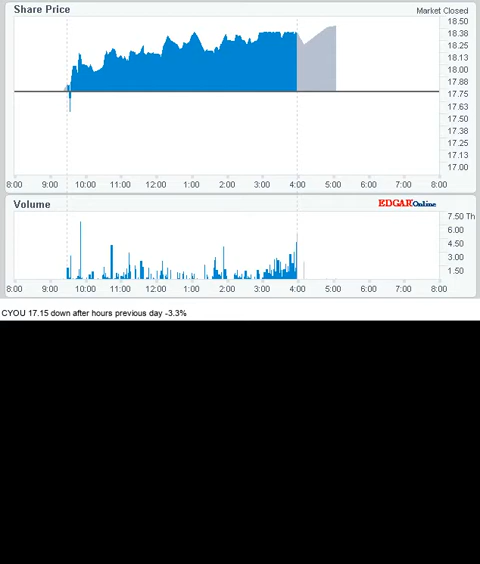 Share Price
Market Closed
18.50
18.38
18.25
18.13
18.00
17.88
17.75
17.63
17.50
17.38
17.25
17.13
17.00
8:00 9:00 10:00 11:00 12:00 1:00 2:00 3:00 4:00 5:00 6:00 7:00 8:00
Volume
EDGAR Online
7.50 Th
6.00
4.50
3.00
1.50
8:00 9:00 10:00 11:00 12:00 1:00 2:00 3:00 4:00 5:00 6:00 7:00 8:00
CYOU 17.15 down after hours previous day -3.3%